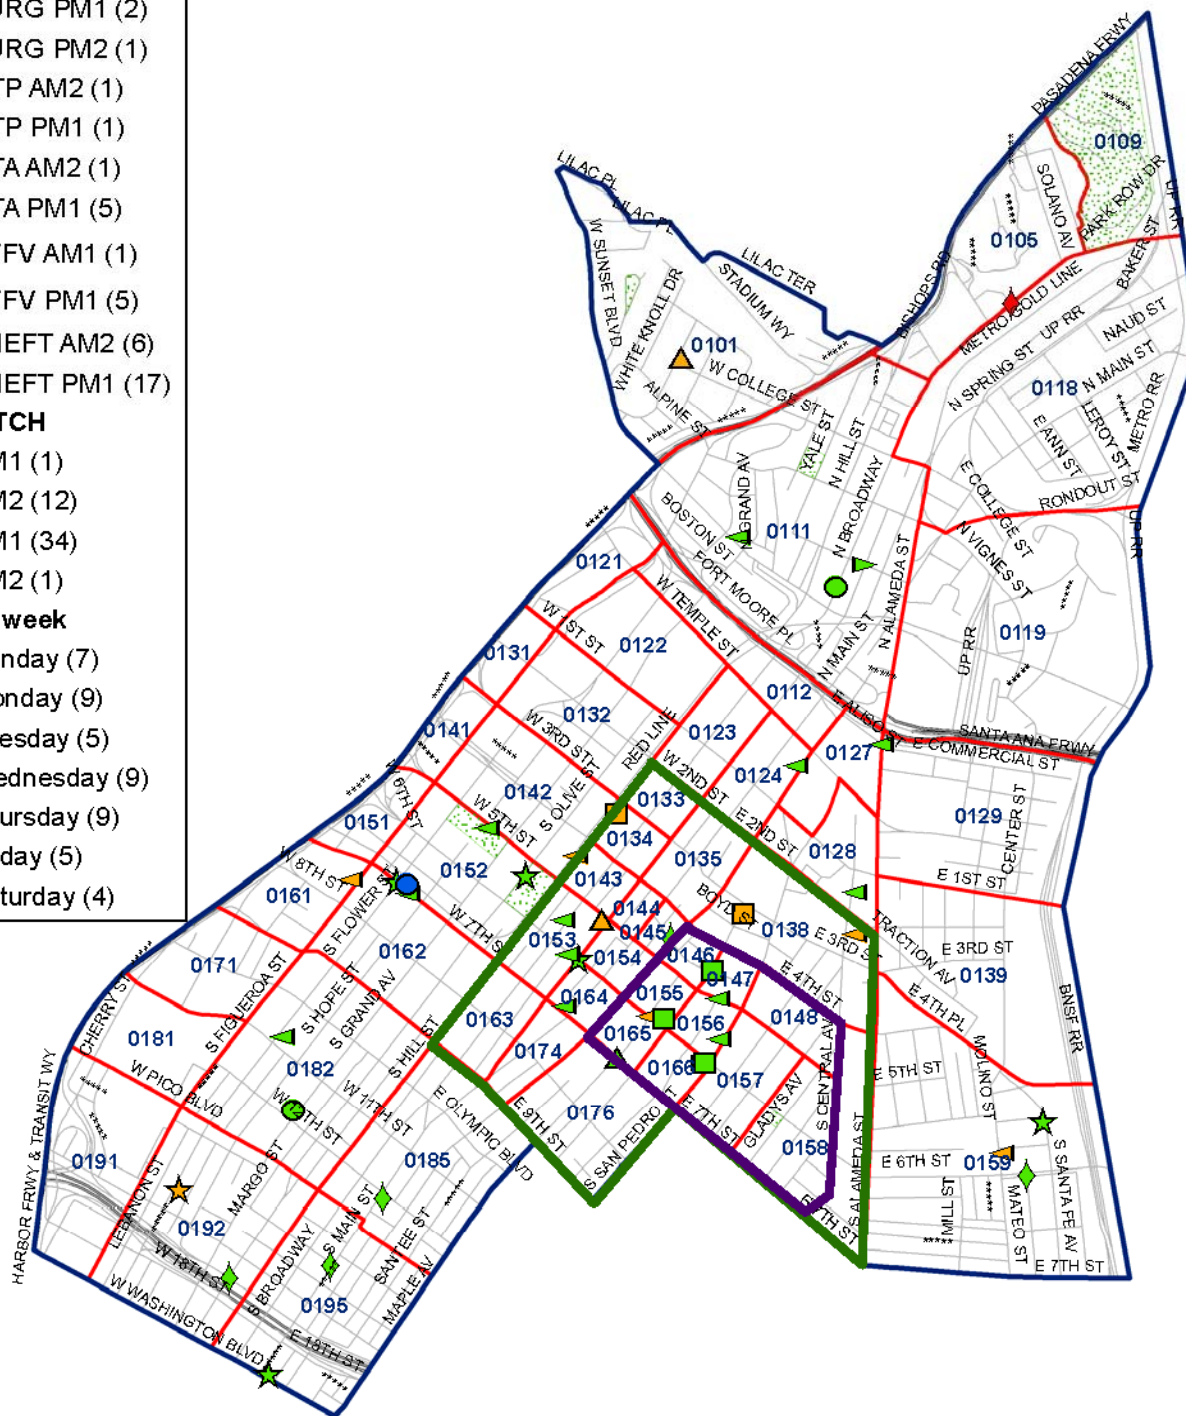 URG PM1 (2)
URG PM2 (1)
TP AM2 (1)
TP PM1 (1)
TA AM2 (1)
TA PM1 (5)
FV AM1 (1)
FV PM1 (5)
HEFT AM2 (6)
HEFT PM1 (17)
TCH
M1 (1)
M2 (12)
M1 (34)
M2 (1)
week
nday (7)
onday (9)
esday (5)
ednesday (9)
ursday (9)
day (5)
turday (4)
PASADENA FRWY
*****
0109
LILAC PL
LILAC PL
SOLANO AV
PARK ROW DR
UP RR
0105
W SUNSET BLVD
LILAC TER
STADIUM WY
BISHOPS RD
BAKER ST
METRO GOLD LINE
WHITE KNOLL DR
0101
UP RR
NAUD ST
N SPRING ST
N MAIN ST
0118
W COLLEGE ST
ALPINE ST
YALE ST
N HILL ST
E ANN ST
LEROY ST
METRO RR
N GRAND AV
N BROADWAY
E COLLEGE ST
RONDOUT ST
BOSTON ST
0111
UP RR
N VIGNES ST
FORT MOORE PL
N ALAMEDA ST
0121
W TEMPLE ST
W 1ST ST
0122
N MAIN ST
0119
UP RR
0131
0112
0132
E ALISO ST
SANTA ANA FRWY
0141
W 3RD ST
RED LINE
0123
0127
E COMMERCIAL ST
W 6TH ST
0142
S OLIVE ST
W 2ND ST
0124
0133
0151
W 5TH ST
0134
E 2ND ST
0129
CENTER ST
0135
0128
W 8TH ST
0152
0143
0161
BOYD ST
E 1ST ST
S FLOWER ST
0144
W 7TH ST
0145
0138
TRACTION AV
0153
E 3RD ST
E 3RD ST
0162
0154
0146
0171
0147
E 4TH ST
0139
S FIGUEROA ST
S HOPE ST
S GRAND AV
0164
0155
0148
E 4TH PL
BNSF RR
CHERRY ST
0163
0165
0156
0181
S HILL ST
0174
MOLINO ST
W PICO BLVD
0182
0166
0157
S CENTRAL AV
E 5TH ST
HARBOR FRWY & TRANSIT WY
W 12TH ST
W 11TH ST
E OLYMPIC BLVD
E 9TH ST
0176
SAN PEDRO ST
E 7TH ST
GLADYS AV
0158
S ALAMEDA ST
0191
0185
E 6TH ST
0159
S SANTA FE AV
LEBANON ST
MARGO ST
S MAIN ST
MILL ST
MATEO ST
0192
SANTEE ST
E 7TH ST
W 18TH ST
S BROADWAY
MAPLE AV
E 7TH ST
W WASHINGTON BLVD
0195
E 18TH ST